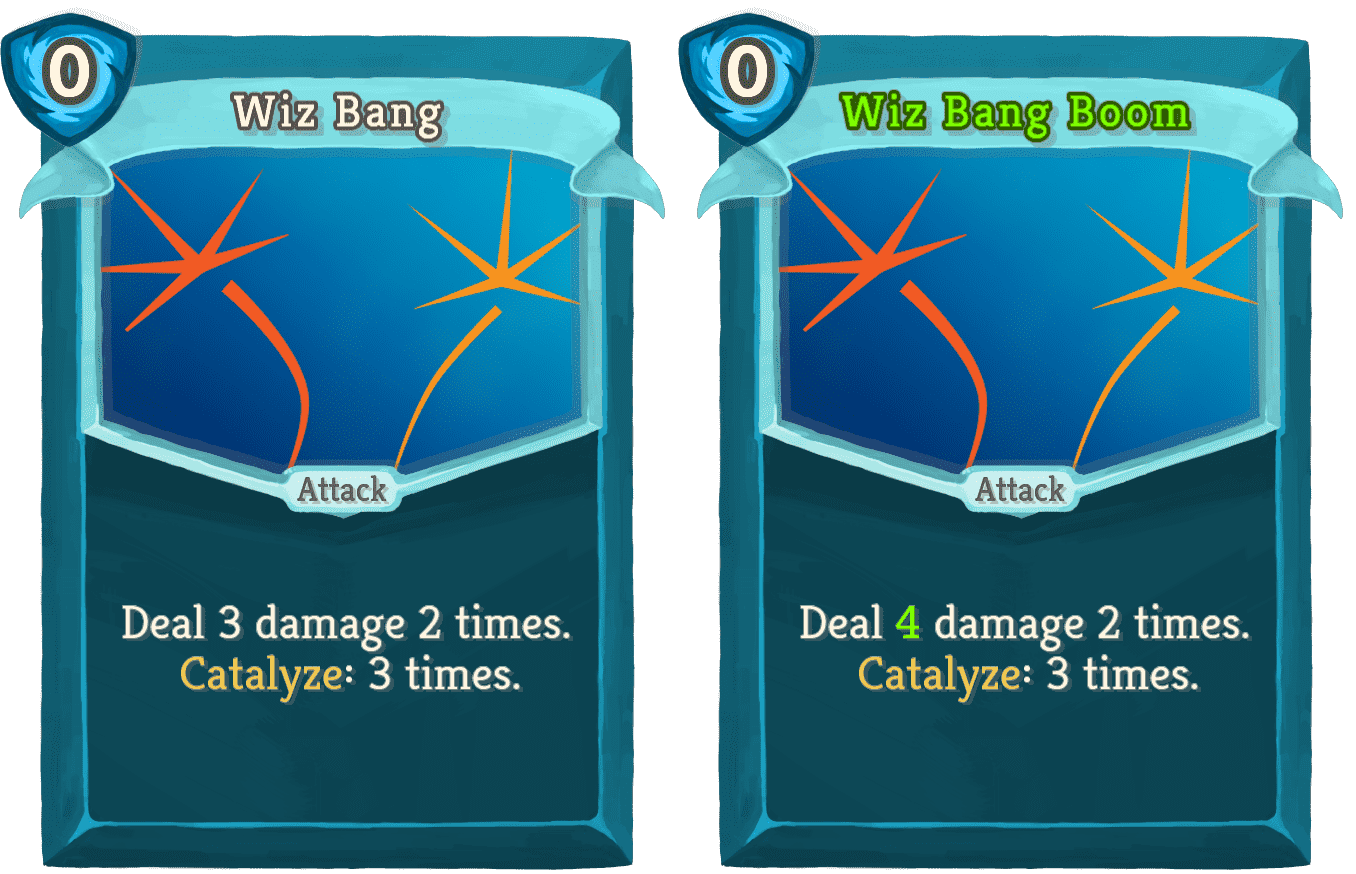 0
Wiz Bang
Attack
Deal 3 damage 2 times.
Catalyze: 3 times.
0
Wiz Bang Boom
Attack
Deal 4 damage 2 times.
Catalyze: 3 times.